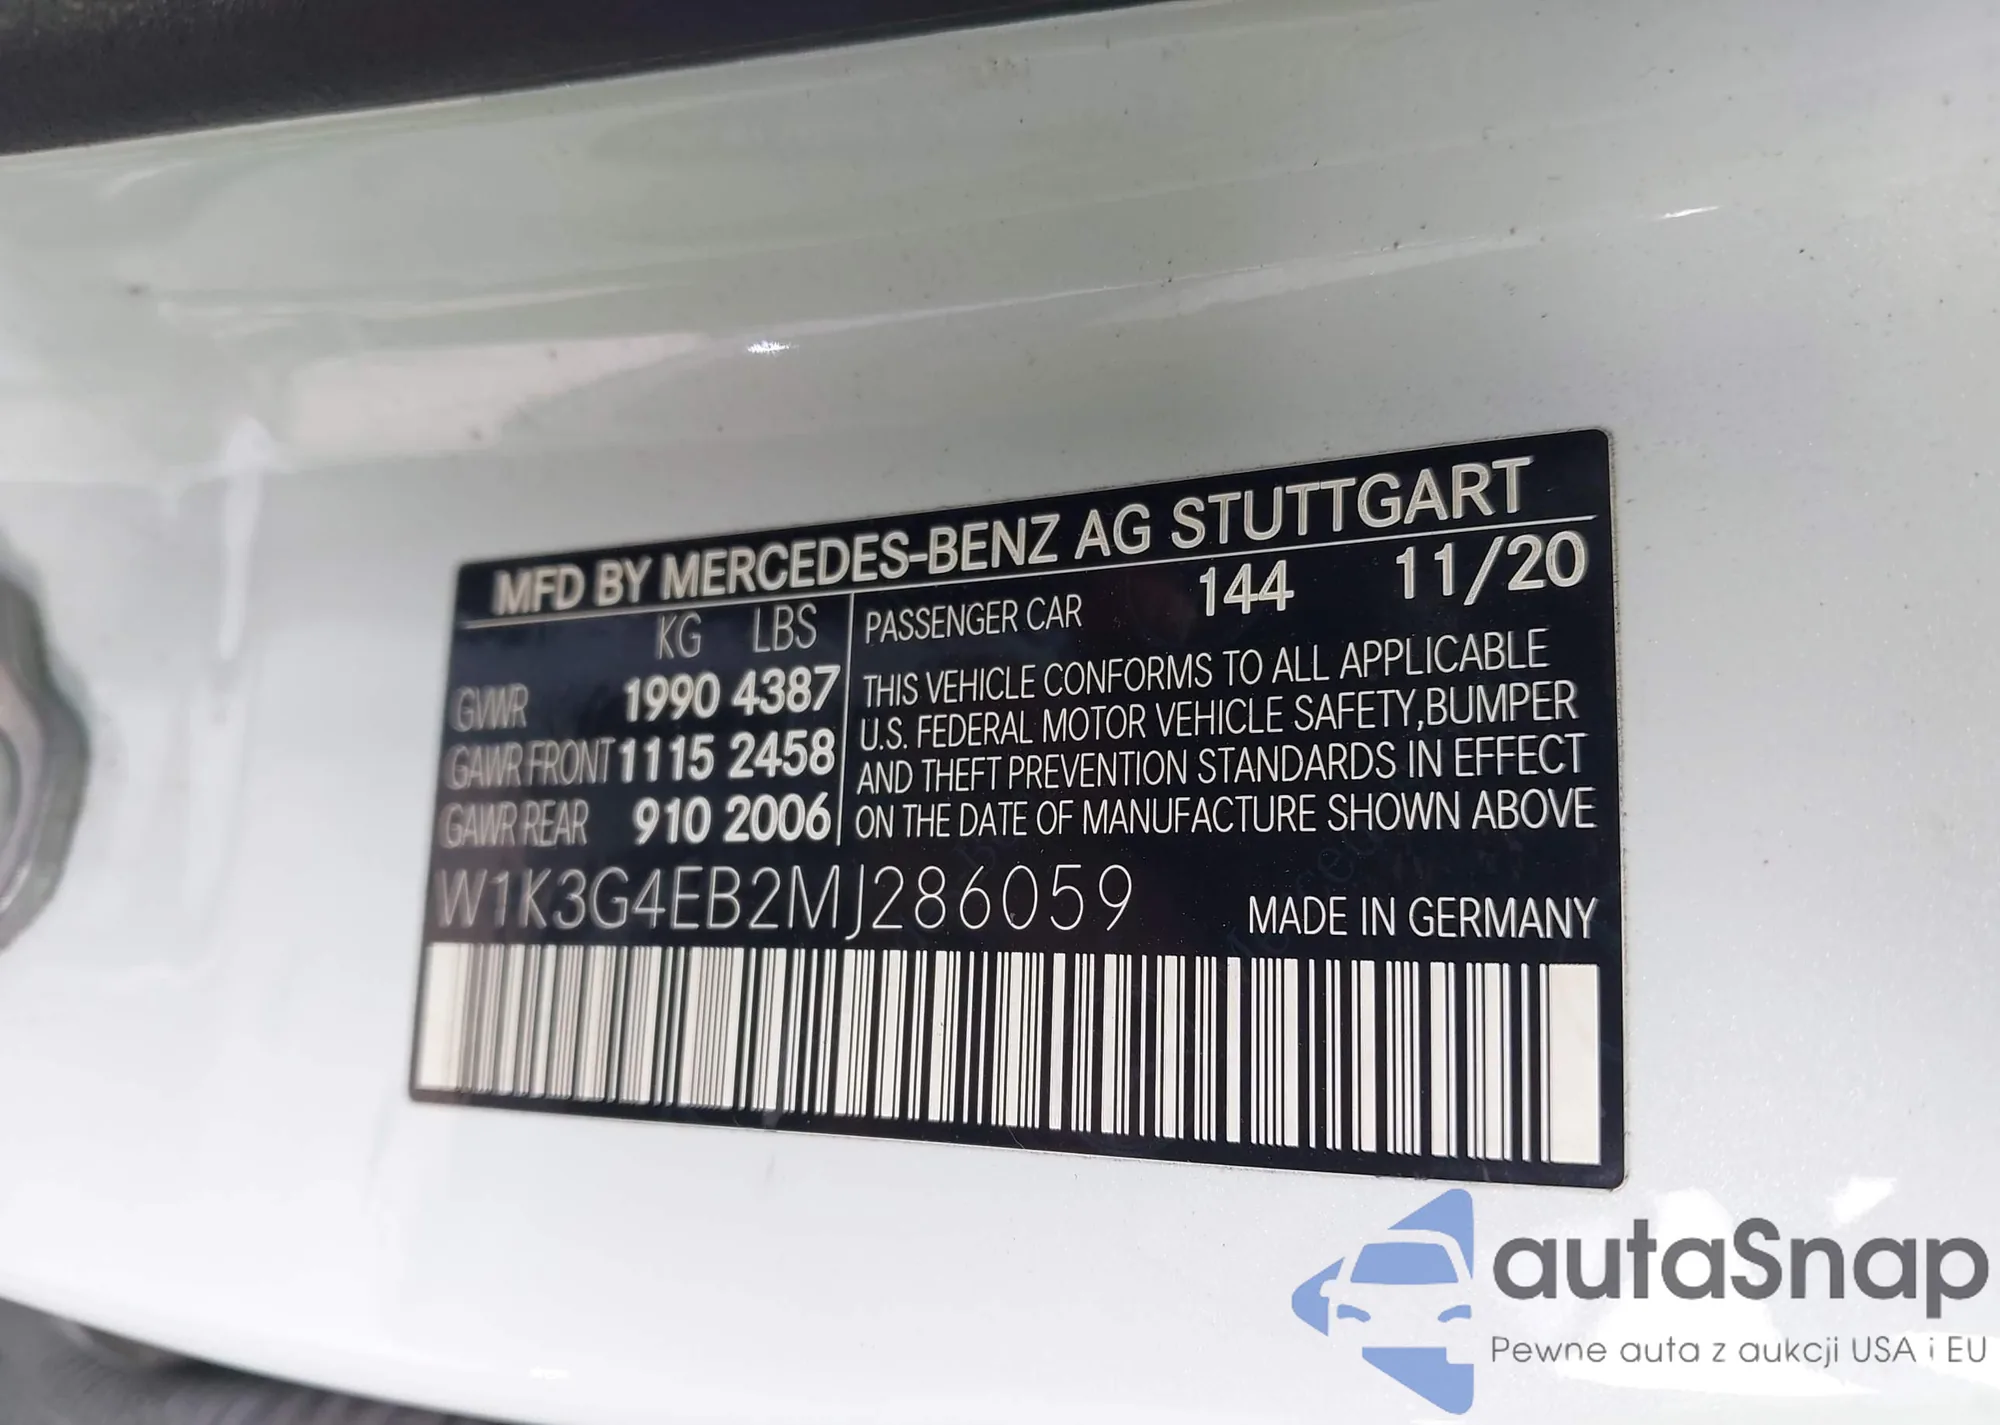 MFD BY MERCEDES-BENZ AG STUTTGART
KG LBS
GVWR 1990 4387
GAWR FRONT 1115 2458
GAWR REAR 910 2006
PASSENGER CAR 144 11/20
THIS VEHICLE CONFORMS TO ALL APPLICABLE
U.S. FEDERAL MOTOR VEHICLE SAFETY,BUMPER
AND THEFT PREVENTION STANDARDS IN EFFECT
ON THE DATE OF MANUFACTURE SHOWN ABOVE
W1K3G4EB2MJ286059
MADE IN GERMANY
autaSnap
Pewne auta z aukcji USA i EU